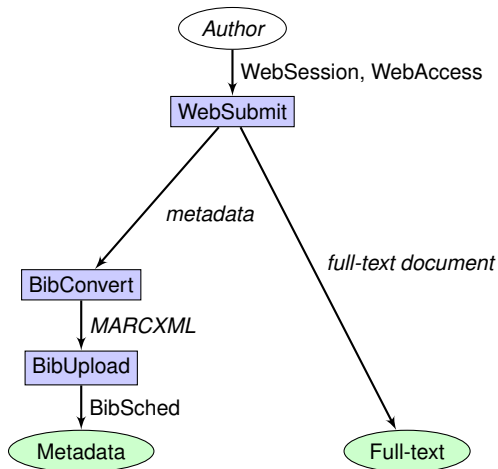 Author
WebSession, WebAccess
WebSubmit
metadata
full-text document
BibConvert
MARCXML
BibUpload
BibSched
Metadata
Full-text